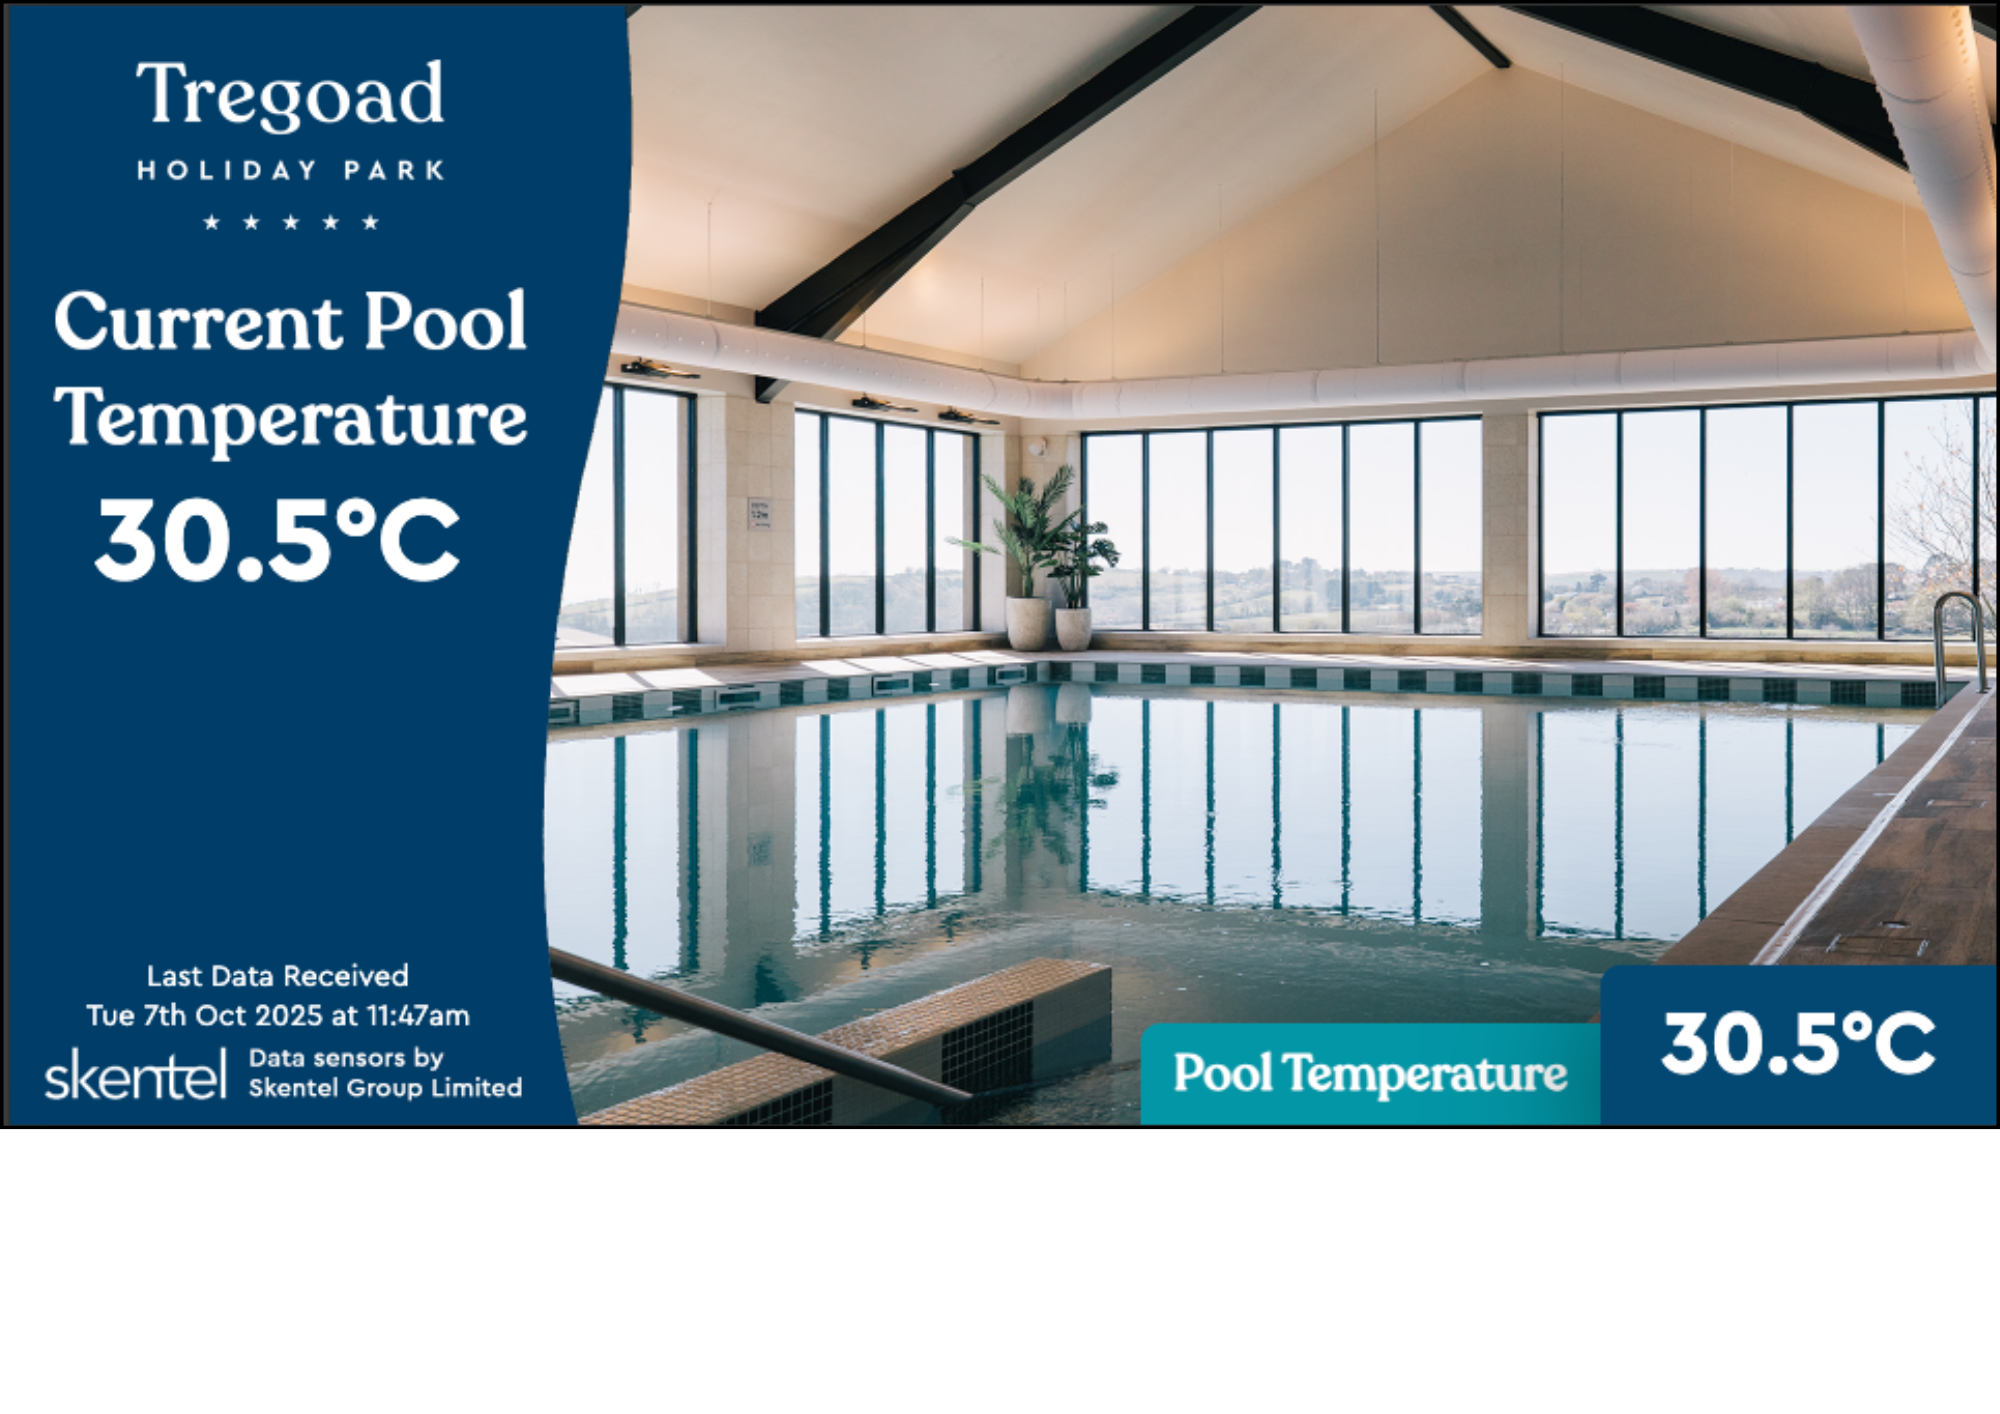 Tregoad
HOLIDAY PARK
Current Pool
Temperature
30.5°C
Last Data Received
Tue 7th Oct 2025 at 11:47am
skentel
Data sensors by
Skentel Group Limited
Pool Temperature
30.5°C